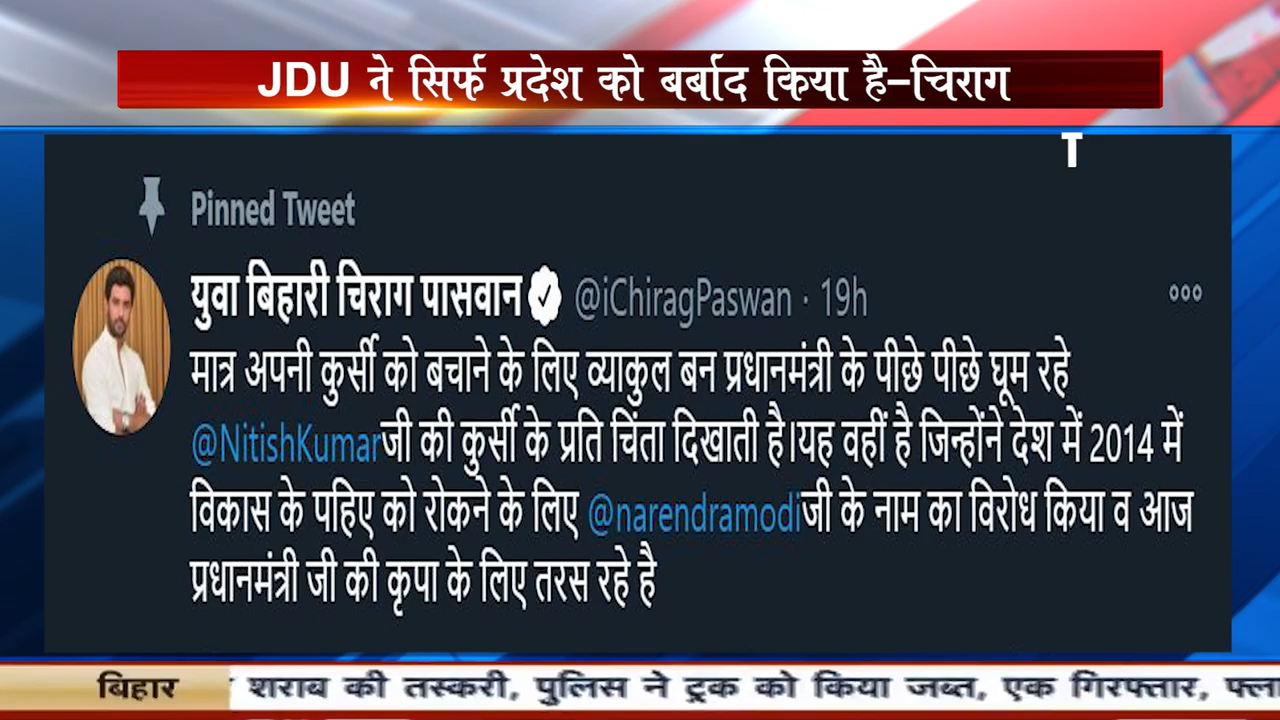 JDU ने सिर्फ प्रदेश को बर्बाद किया है-चिराग
T
Pinned Tweet
युवा बिहारी चिराग पासवान @iChiragPaswan · 19h
मात्र अपनी कुर्सी को बचाने के लिए व्याकुल बन प्रधानमंत्री के पीछे पीछे घूम रहे
@NitishKumarजी की कुर्सी के प्रति चिंता दिखाती है।यह वहीं है जिन्होंने देश में 2014 में
विकास के पहिए को रोकने के लिए @narendramodiजी के नाम का विरोध किया व आज
प्रधानमंत्री जी की कृपा के लिए तरस रहे है
बिहार शराब की तस्करी, पुलिस ने ट्रक को किया जब्त, एक गिरफ्तार,